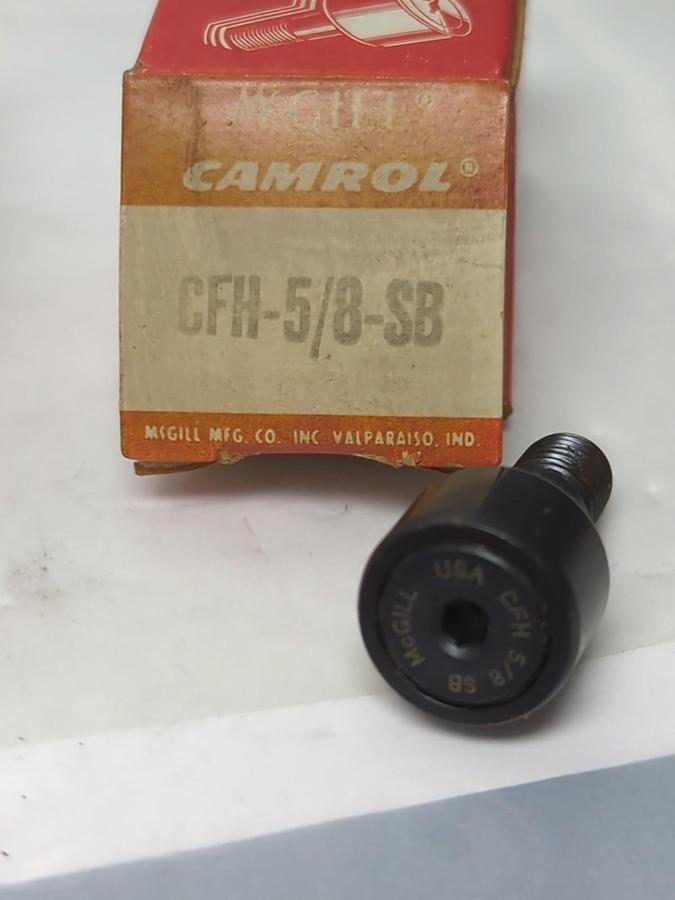 McGILL®
CAMROL®
CFH-5/8-SB
McGILL MFG. CO. INC. VALPARAISO, IND.
McGILL USA CFH 5/8 SB